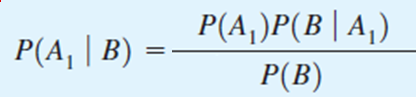 P(A₁ | B) = P(A₁)P(B | A₁) / P(B)